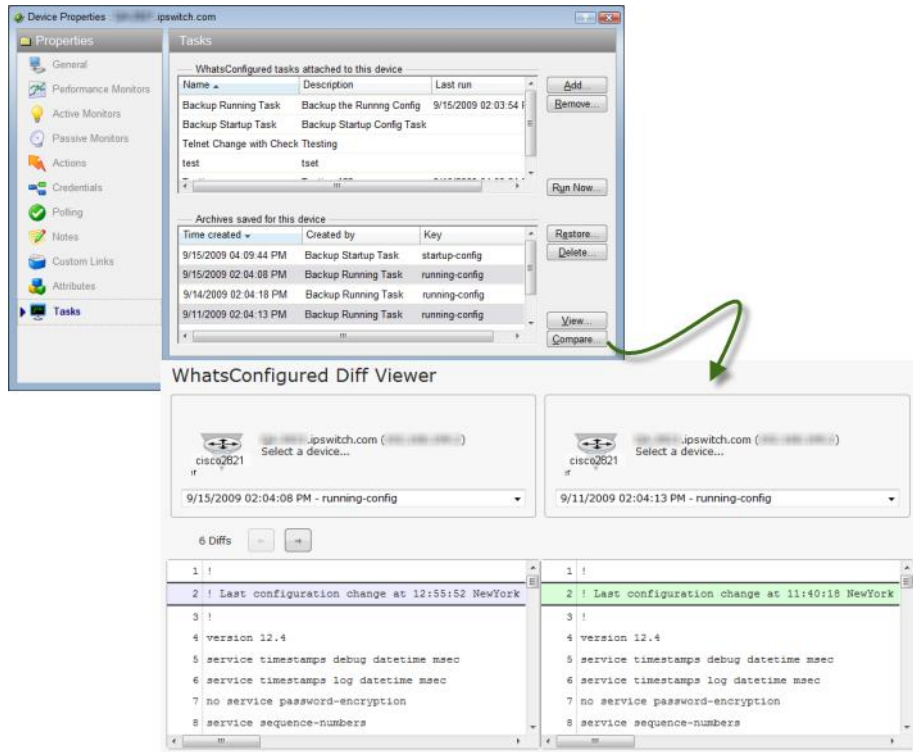 Device Properties : .ipswitch.com
Properties
Tasks
General
Performance Monitors
Active Monitors
Passive Monitors
Actions
Credentials
Polling
Notes
Custom Links
Attributes
Tasks
WhatsConfigured tasks attached to this device
Name Description Last run
Backup Running Task Backup the Runnng Config 9/15/2009 02:03:54
Backup Startup Task Backup Startup Config Task
Telnet Change with Check Ttesting
test tset
Add...
Remove...
Run Now...
Archives saved for this device
Time created Created by Key
9/15/2009 04:09:44 PM Backup Startup Task startup-config
9/15/2009 02:04:08 PM Backup Running Task running-config
9/14/2009 02:04:18 PM Backup Running Task running-config
9/11/2009 02:04:13 PM Backup Running Task running-config
Restore...
Delete...
View...
Compare...
WhatsConfigured Diff Viewer
.ipswitch.com ( )
Select a device...
cisco2821
9/15/2009 02:04:08 PM - running-config
.ipswitch.com ( )
Select a device...
cisco2821
9/11/2009 02:04:13 PM - running-config
6 Diffs
1 !
2 ! Last configuration change at 12:55:52 NewYork
3 !
4 version 12.4
5 service timestamps debug datetime msec
6 service timestamps log datetime msec
7 no service password-encryption
8 service sequence-numbers
1 !
2 ! Last configuration change at 11:40:18 NewYork
3 !
4 version 12.4
5 service timestamps debug datetime msec
6 service timestamps log datetime msec
7 no service password-encryption
8 service sequence-numbers